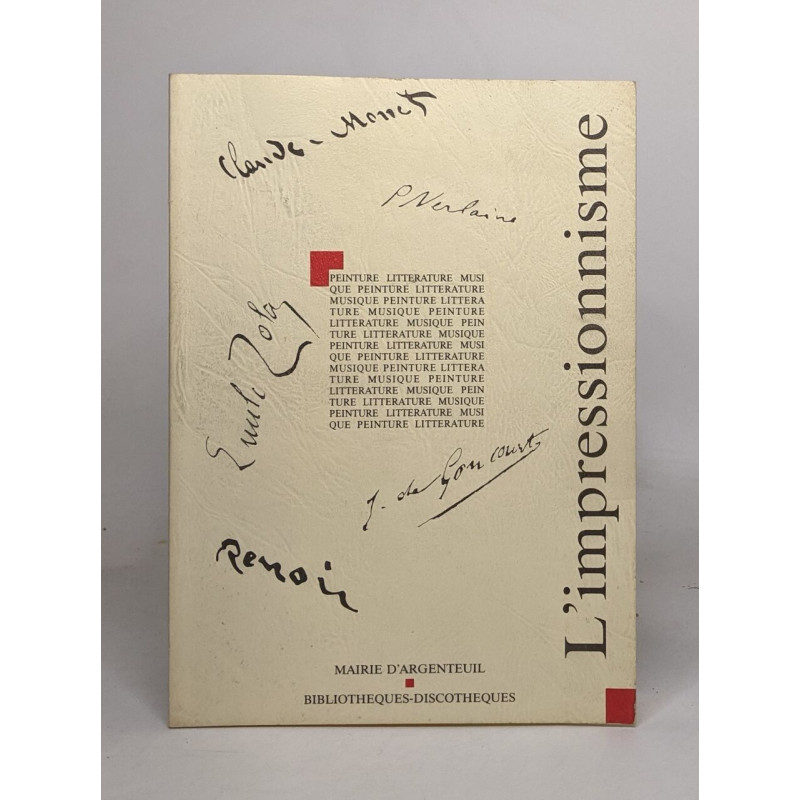 Claude Monet
P Verlaine
PEINTURE LITTERATURE MUSI
QUE PEINTURE LITTERATURE
MUSIQUE PEINTURE LITTERA
TURE MUSIQUE PEINTURE
LITTERATURE MUSIQUE PEIN
TURE LITTERATURE MUSIQUE
PEINTURE LITTERATURE MUSI
QUE PEINTURE LITTERATURE
MUSIQUE PEINTURE LITTERA
TURE MUSIQUE PEINTURE
LITTERATURE MUSIQUE PEIN
TURE LITTERATURE MUSIQUE
PEINTURE LITTERATURE MUSI
QUE PEINTURE LITTERATURE
Emile Zola
J. de Goncourt
Renoir
L'impressionnisme
MAIRIE D'ARGENTEUIL
BIBLIOTHEQUES-DISCOTHEQUES